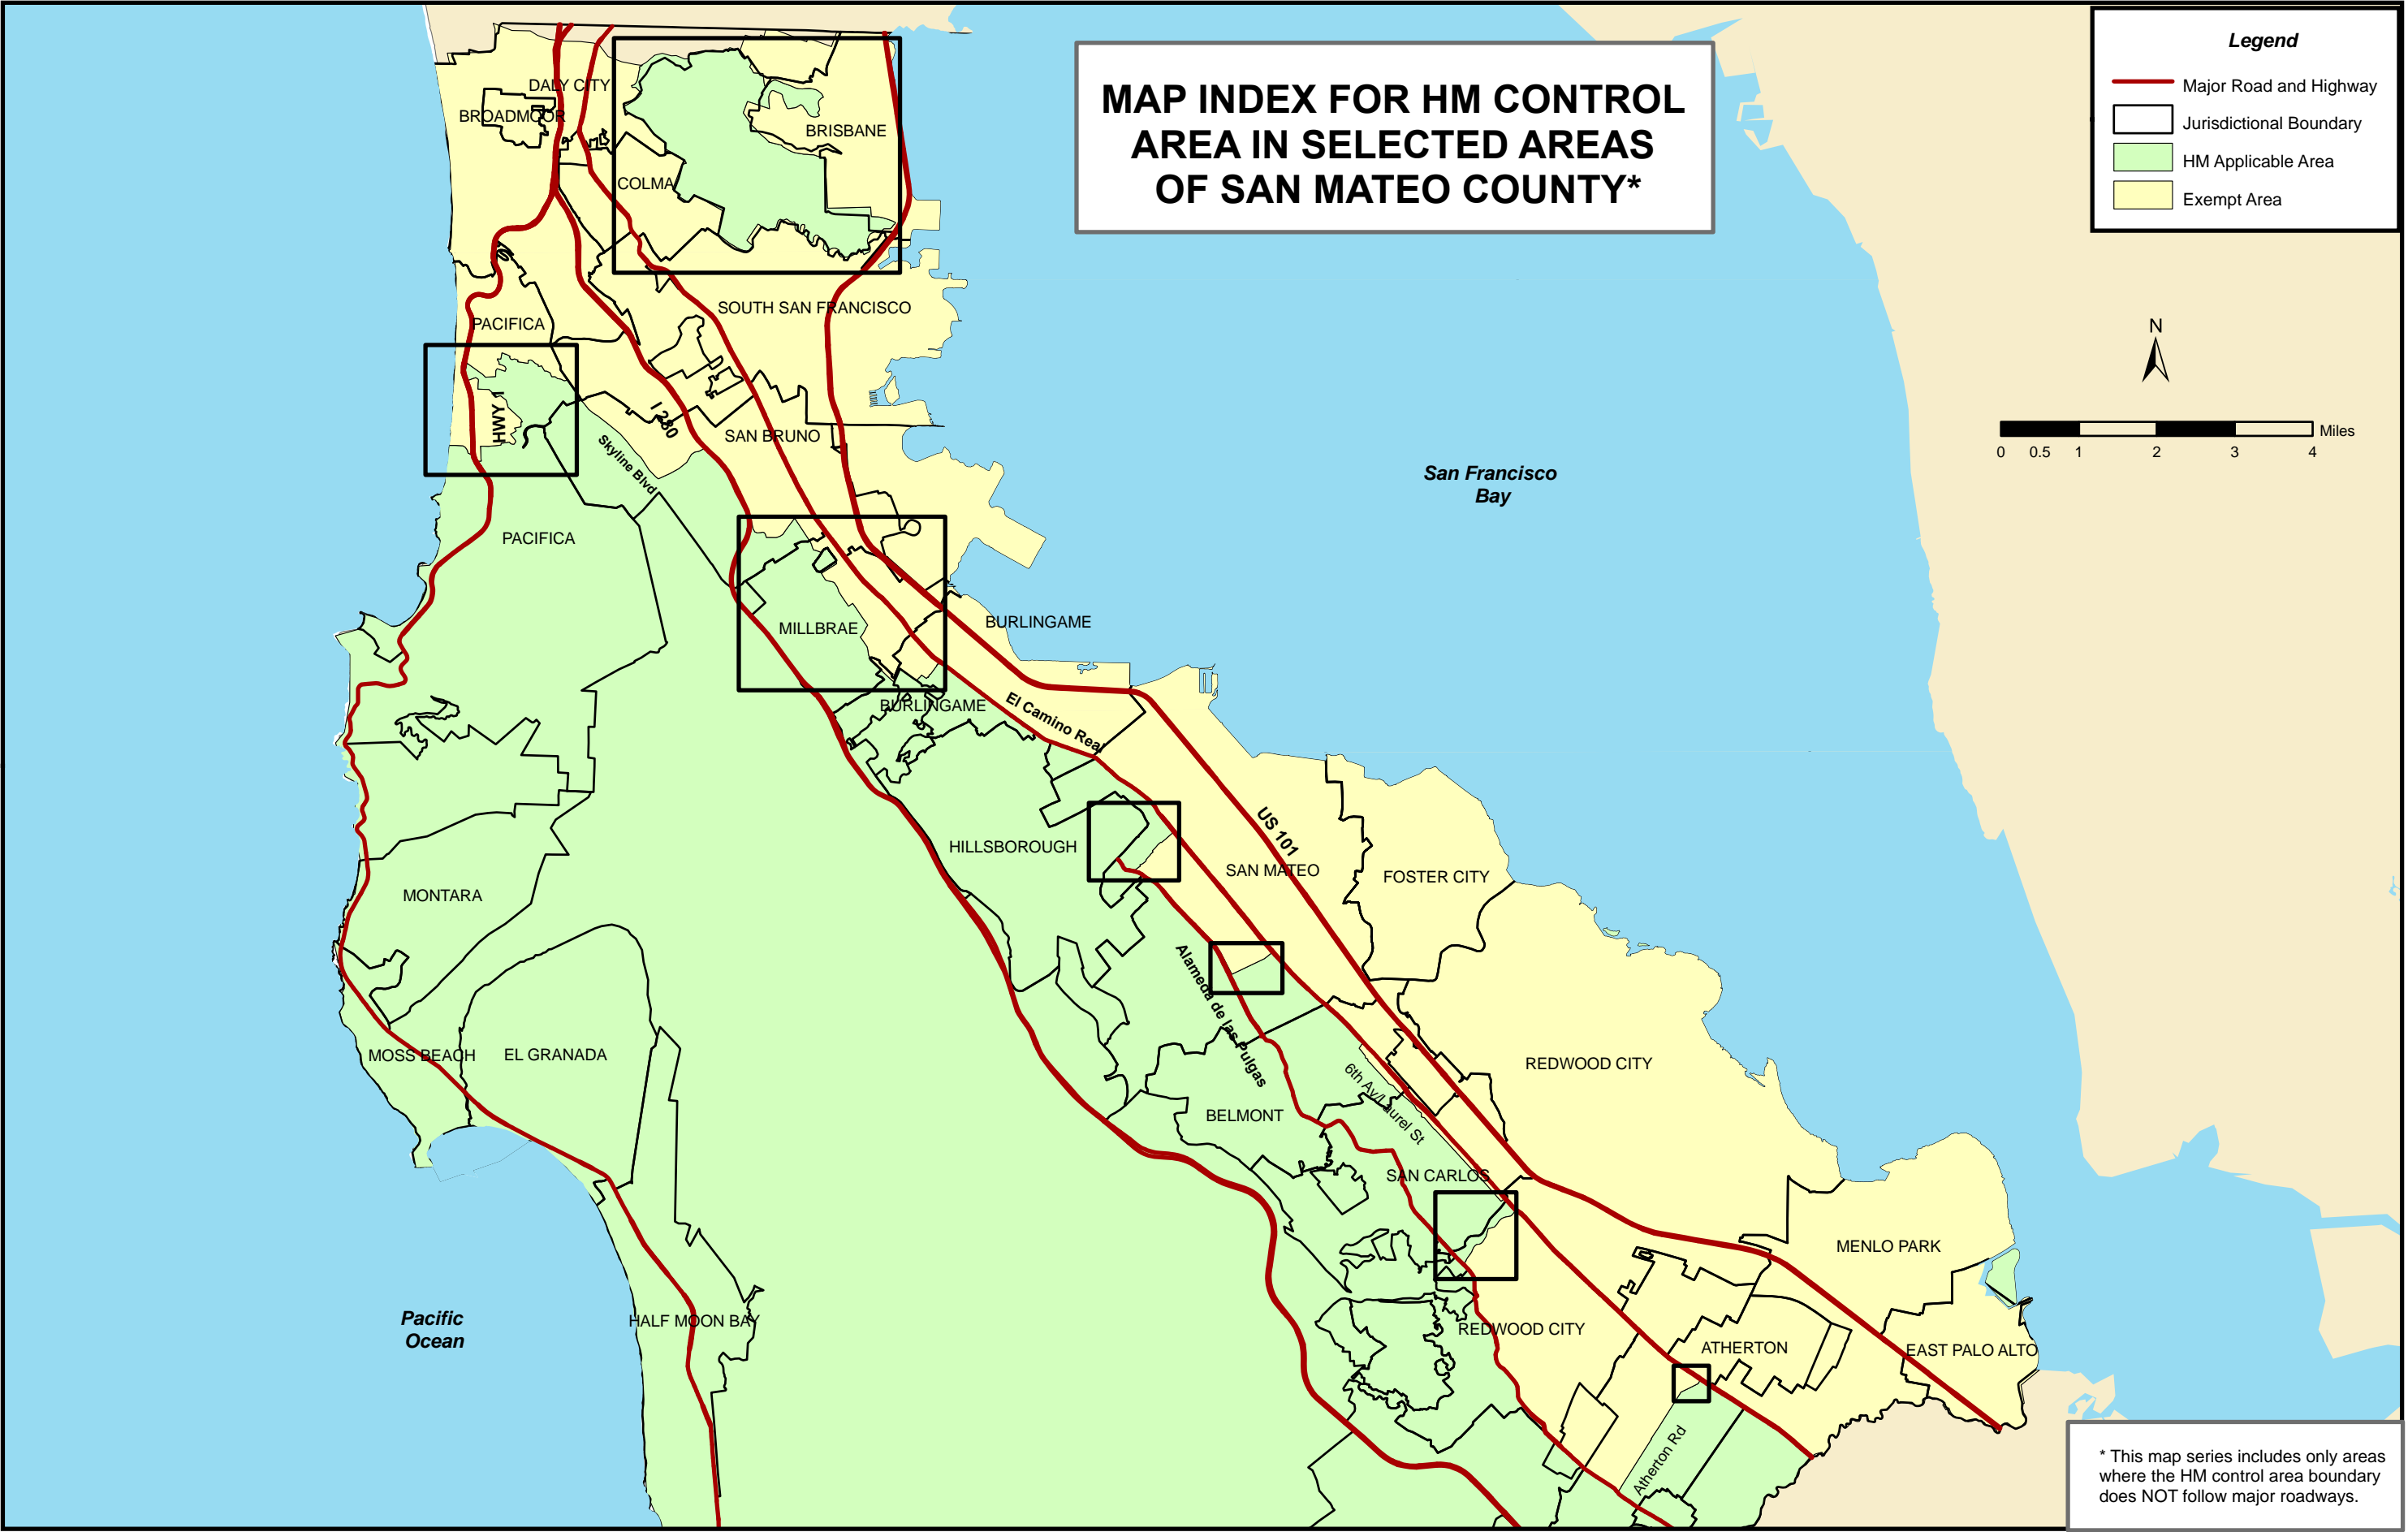 MAP INDEX FOR HM CONTROL
AREA IN SELECTED AREAS
OF SAN MATEO COUNTY*
Legend
Major Road and Highway
Jurisdictional Boundary
HM Applicable Area
Exempt Area
N
Miles
0 0.5 1 2 3 4
DALY CITY
BROADMOOR
BRISBANE
COLMA
SOUTH SAN FRANCISCO
PACIFICA
HWY 1
I 280
SAN BRUNO
Skyline Blvd
San Francisco
Bay
PACIFICA
MILLBRAE
BURLINGAME
BURLINGAME
El Camino Real
US 101
HILLSBOROUGH
SAN MATEO
FOSTER CITY
MONTARA
Alameda de las Pulgas
MOSS BEACH
EL GRANADA
REDWOOD CITY
6th Av/Laurel St
BELMONT
SAN CARLOS
MENLO PARK
Pacific
Ocean
HALF MOON BAY
REDWOOD CITY
ATHERTON
EAST PALO ALTO
Atherton Rd
* This map series includes only areas
where the HM control area boundary
does NOT follow major roadways.